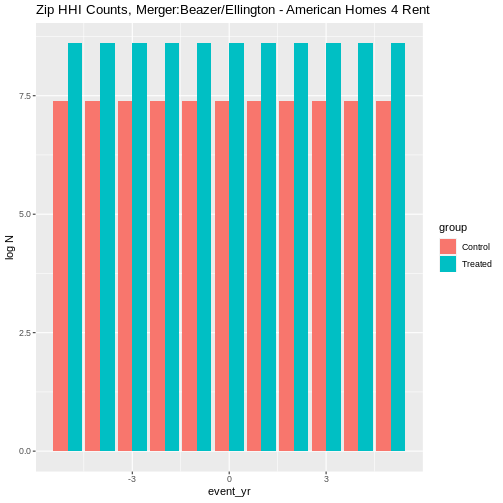 Zip HHI Counts, Merger:Beazer/Ellington - American Homes 4 Rent
7.5
5.0
2.5
0.0
log N
-3
0
3
event_yr
group
Control
Treated